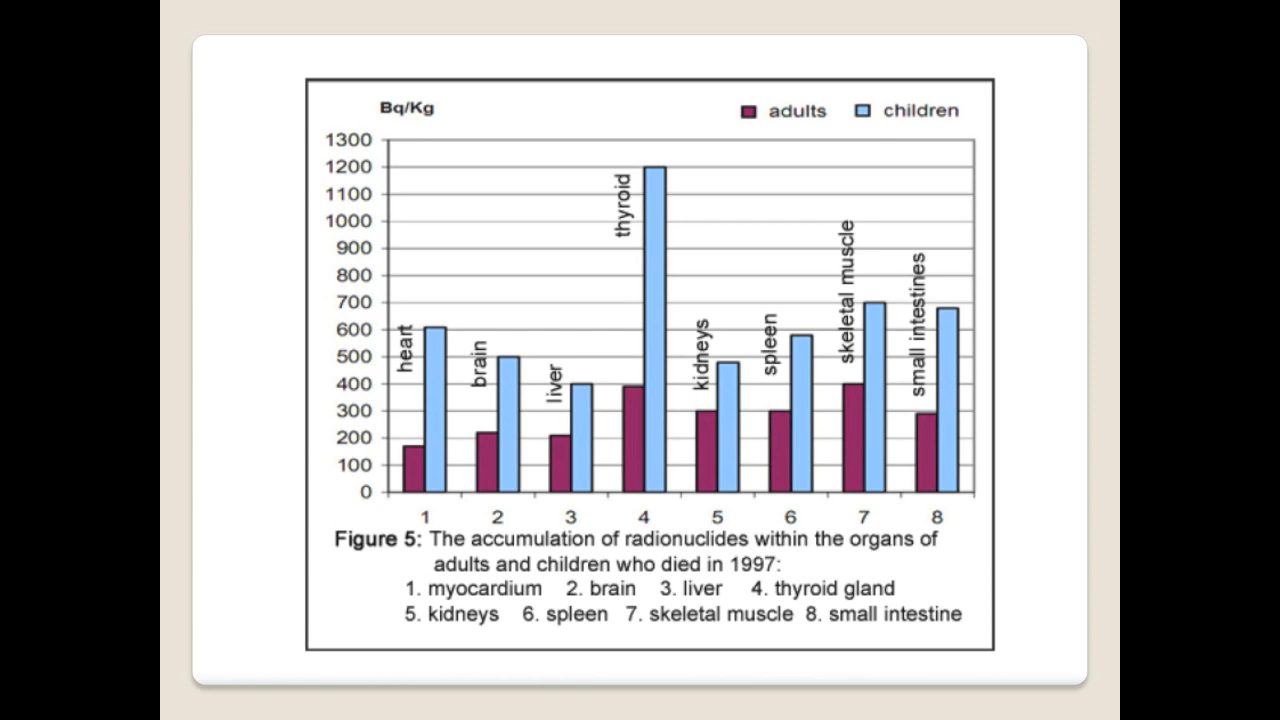 Bq/Kg
adults children
1300
1200
1100
1000
900
800
700
600
500
400
300
200
100
0
heart
brain
liver
thyroid
kidneys
spleen
skeletal muscle
small intestines
1 2 3 4 5 6 7 8
Figure 5: The accumulation of radionuclides within the organs of
adults and children who died in 1997:
1. myocardium 2. brain 3. liver 4. thyroid gland
5. kidneys 6. spleen 7. skeletal muscle 8. small intestine